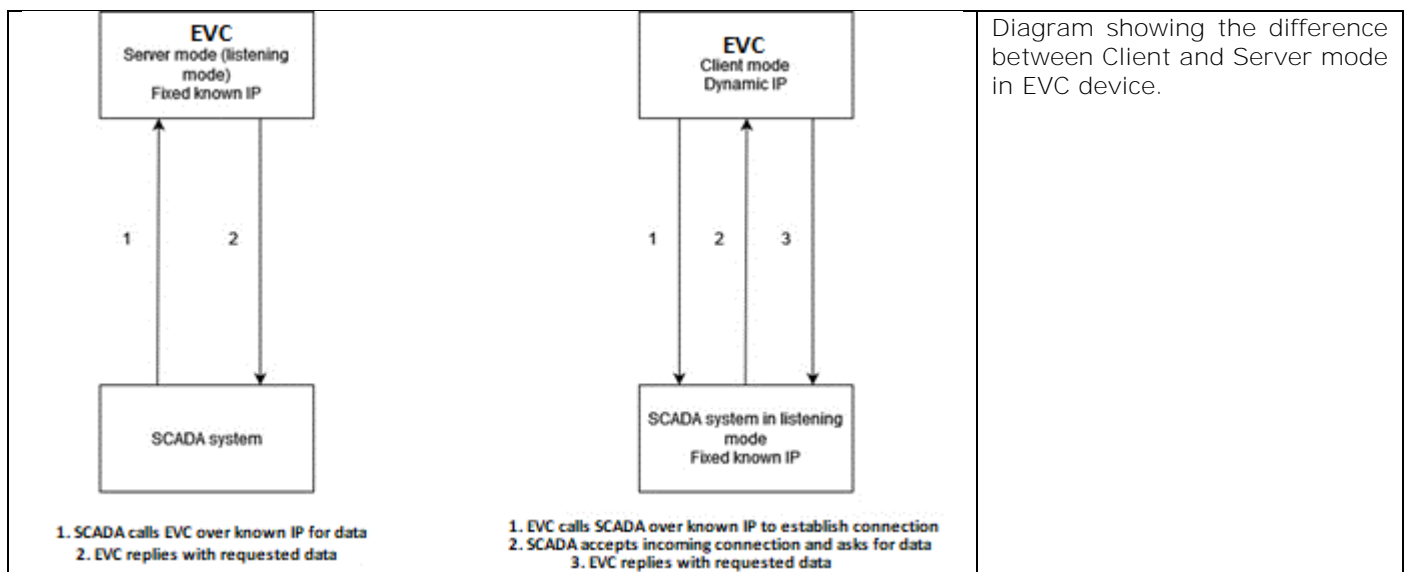 EVC
Server mode (listening
mode)
Fixed known IP
1
2
SCADA system
1. SCADA calls EVC over known IP for data
2. EVC replies with requested data
EVC
Client mode
Dynamic IP
1
2
3
SCADA system in listening
mode
Fixed known IP
1. EVC calls SCADA over known IP to establish connection
2. SCADA accepts incoming connection and asks for data
3. EVC replies with requested data
Diagram showing the difference
between Client and Server mode
in EVC device.